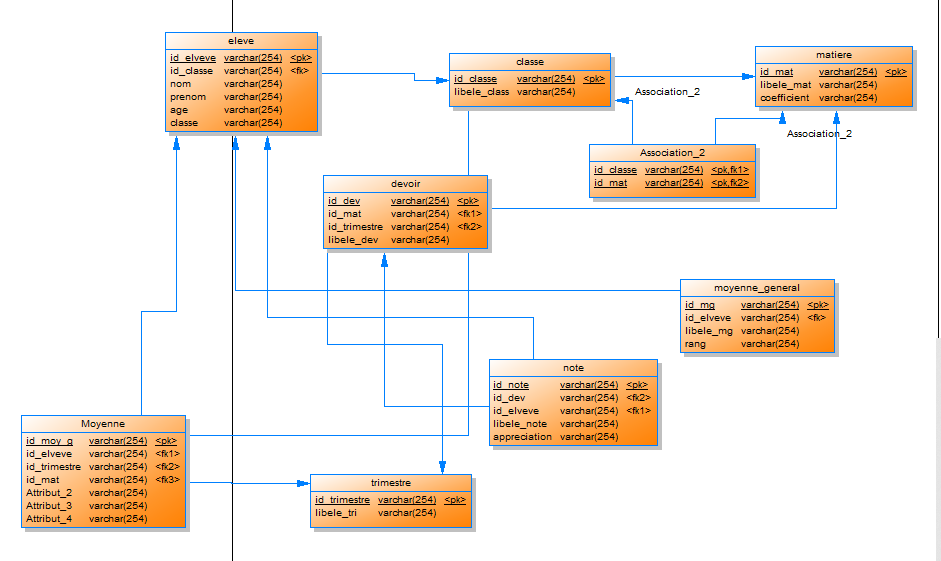 eleve
id_elveve varchar(254) <pk>
id_classe varchar(254) <fk>
nom varchar(254)
prenom varchar(254)
age varchar(254)
classe varchar(254)
classe
id_classe varchar(254) <pk>
libele_class varchar(254)
matiere
id_mat varchar(254) <pk>
libele_mat varchar(254)
coefficient varchar(254)
Association_2
Association_2
Association_2
id_classe varchar(254) <pk,fk1>
id_mat varchar(254) <pk,fk2>
devoir
id_dev varchar(254) <pk>
id_mat varchar(254) <fk1>
id_trimestre varchar(254) <fk2>
libele_dev varchar(254)
moyenne_general
id_mg varchar(254) <pk>
id_elveve varchar(254) <fk>
libele_mg varchar(254)
rang varchar(254)
note
id_note varchar(254) <pk>
id_dev varchar(254) <fk2>
id_elveve varchar(254) <fk1>
libele_note varchar(254)
appreciation varchar(254)
Moyenne
id_moy_g varchar(254) <pk>
id_elveve varchar(254) <fk1>
id_trimestre varchar(254) <fk2>
id_mat varchar(254) <fk3>
Attribut_2 varchar(254)
Attribut_3 varchar(254)
Attribut_4 varchar(254)
trimestre
id_trimestre varchar(254) <pk>
libele_tri varchar(254)